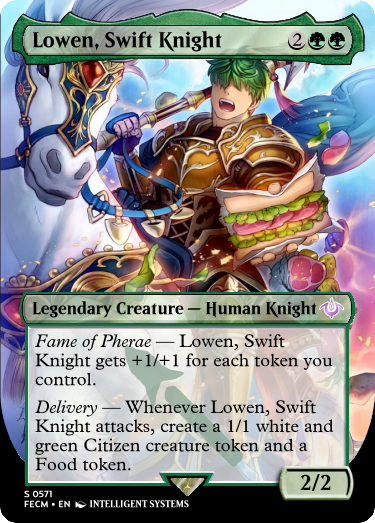 Lowen, Swift Knight 2
Legendary Creature — Human Knight
Fame of Pherae — Lowen, Swift
Knight gets +1/+1 for each token you
control.
Delivery — Whenever Lowen, Swift
Knight attacks, create a 1/1 white and
green Citizen creature token and a
Food token.
2/2
S 0571
FECM • EN INTELLIGENT SYSTEMS